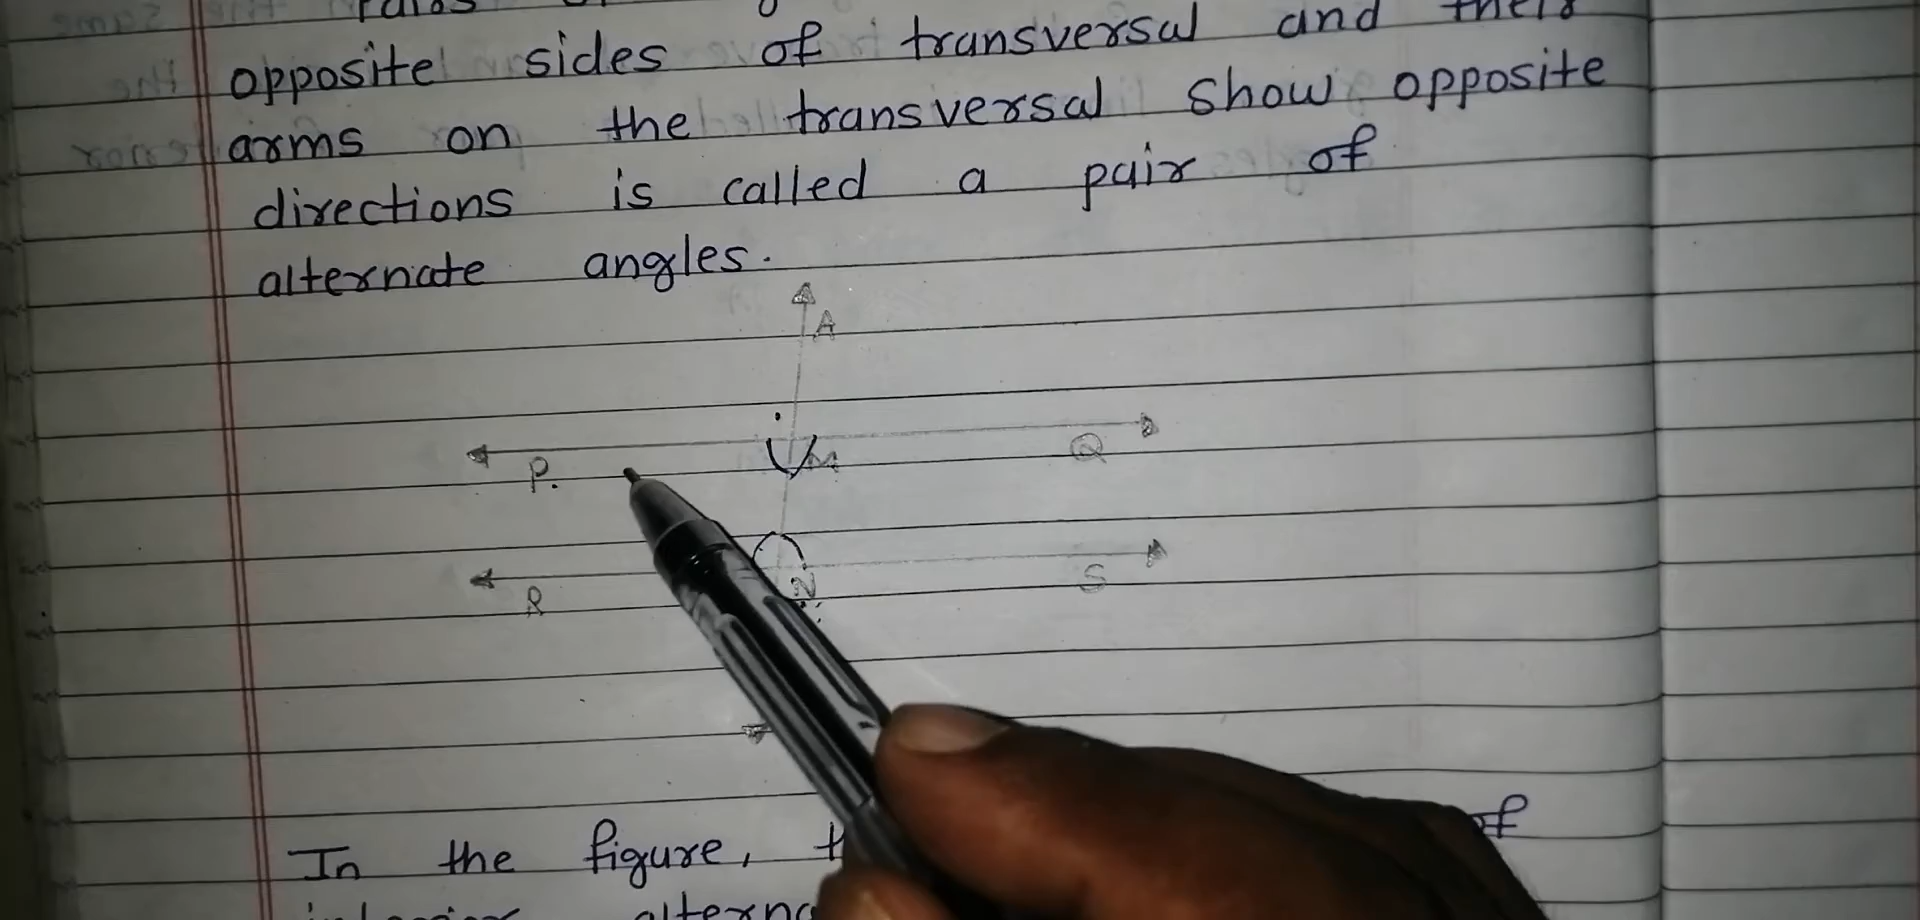 opposite sides of transversal and their
arms on the transversal show opposite
directions is called a pair of
alternate angles.
A
P. M Q
R N S
In the figure, of